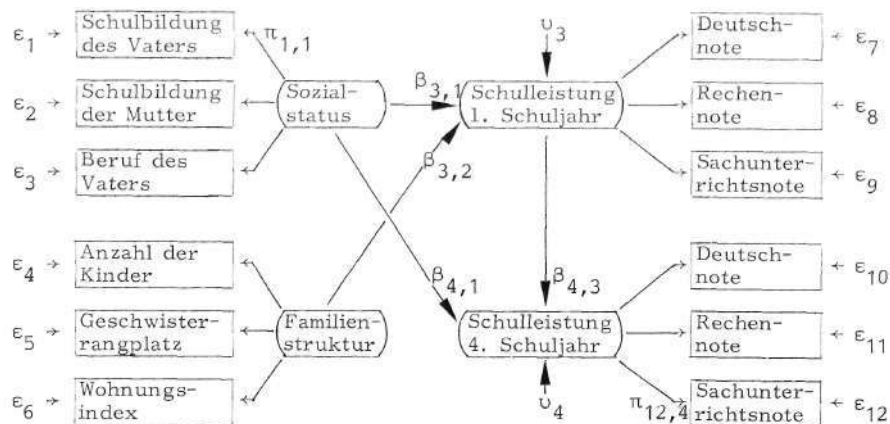 ε1 → Schulbildung des Vaters
π1,1
Sozialstatus
β3,1
υ3
Schulleistung
1. Schuljahr
Deutsch-
note
ε7
ε2
Schulbildung
der Mutter
Sozial-
status
Rechen-
note
ε8
ε3
Beruf des
Vaters
β3,2
Sachunter-
richtsnote
ε9
ε4
Anzahl der
Kinder
β4,1
β4,3
Deutsch-
note
ε10
ε5
Geschwister-
rangplatz
Familien-
struktur
Schulleistung
4. Schuljahr
Rechen-
note
ε11
ε6
Wohnungs-
index
υ4
π12,4
Sachunter-
richtsnote
ε12